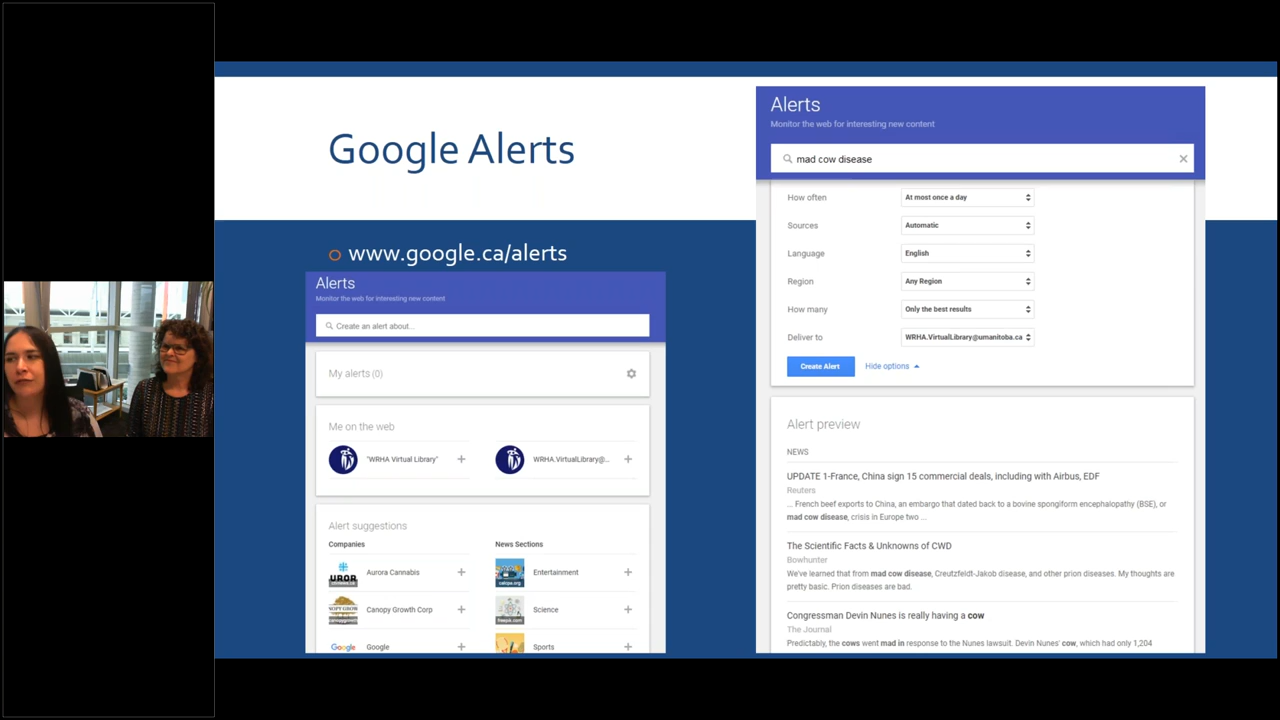 Google Alerts
www.google.ca/alerts
Alerts
Monitor the web for interesting new content
Create an alert about...
My alerts (0)
Me on the web
"WRHA Virtual Library"
WRHA.VirtualLibrary@...
Alert suggestions
Companies
News Sections
Aurora Cannabis
Entertainment
Canopy Growth Corp
Science
Google
Google
Sports
Alerts
Monitor the web for interesting new content
mad cow disease
How often
At most once a day
Sources
Automatic
Language
English
Region
Any Region
How many
Only the best results
Deliver to
WRHA.VirtualLibrary@umanitoba.ca
Create Alert
Hide options
Alert preview
NEWS
UPDATE 1-France, China sign 15 commercial deals, including with Airbus, EDF
Reuters
... French beef exports to China, an embargo that dated back to a bovine spongiform encephalopathy (BSE), or
mad cow disease, crisis in Europe two ...
The Scientific Facts & Unknowns of CWD
Bowhunter
We've learned that from mad cow disease, Creutzfeldt-Jakob disease, and other prion diseases. My thoughts are
pretty basic. Prion diseases are bad.
Congressman Devin Nunes is really having a cow
The Journal
Predictably, the cows went mad in response to the Nunes lawsuit. Devin Nunes' cow, which had only 1,204